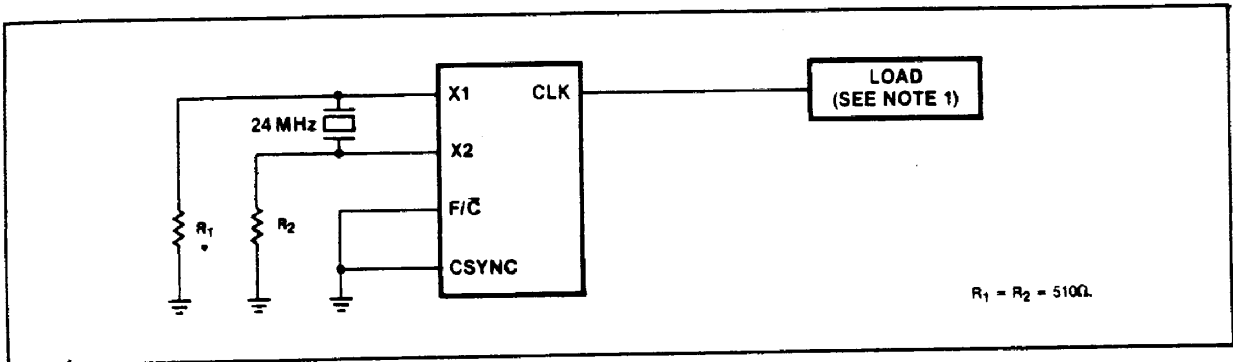 X1
CLK
LOAD
(SEE NOTE 1)
24 MHz
X2
F/C̅
R₁
R₂
CSYNC
R₁ = R₂ = 510Ω.